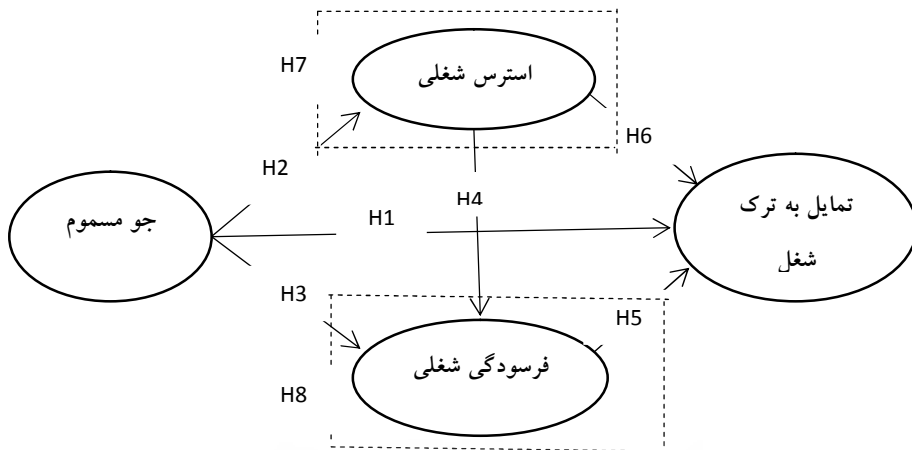 H7
استرس شغلی
H6
H2
H4
تمایل به ترک
شغل
جو مسموم
H1
H3
H5
فرسودگی شغلی
H8